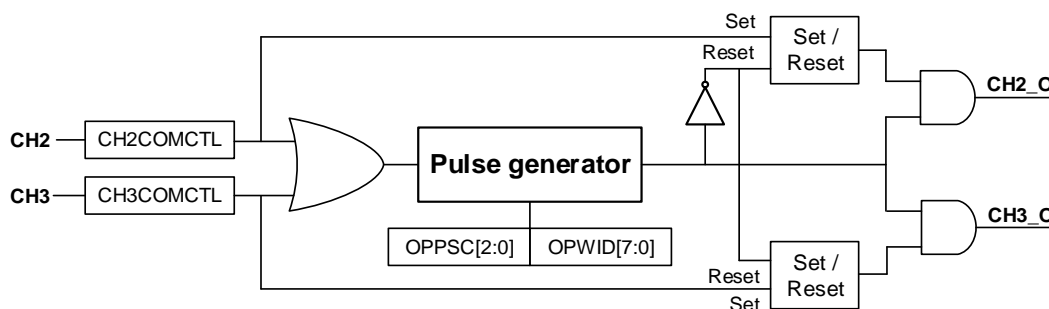 Set
Set /
Reset
Reset
CH2_O
CH2
CH2COMCTL
Pulse generator
CH3
CH3COMCTL
CH3_O
OPPSC[2:0]
OPWID[7:0]
Set /
Reset
Reset
Set